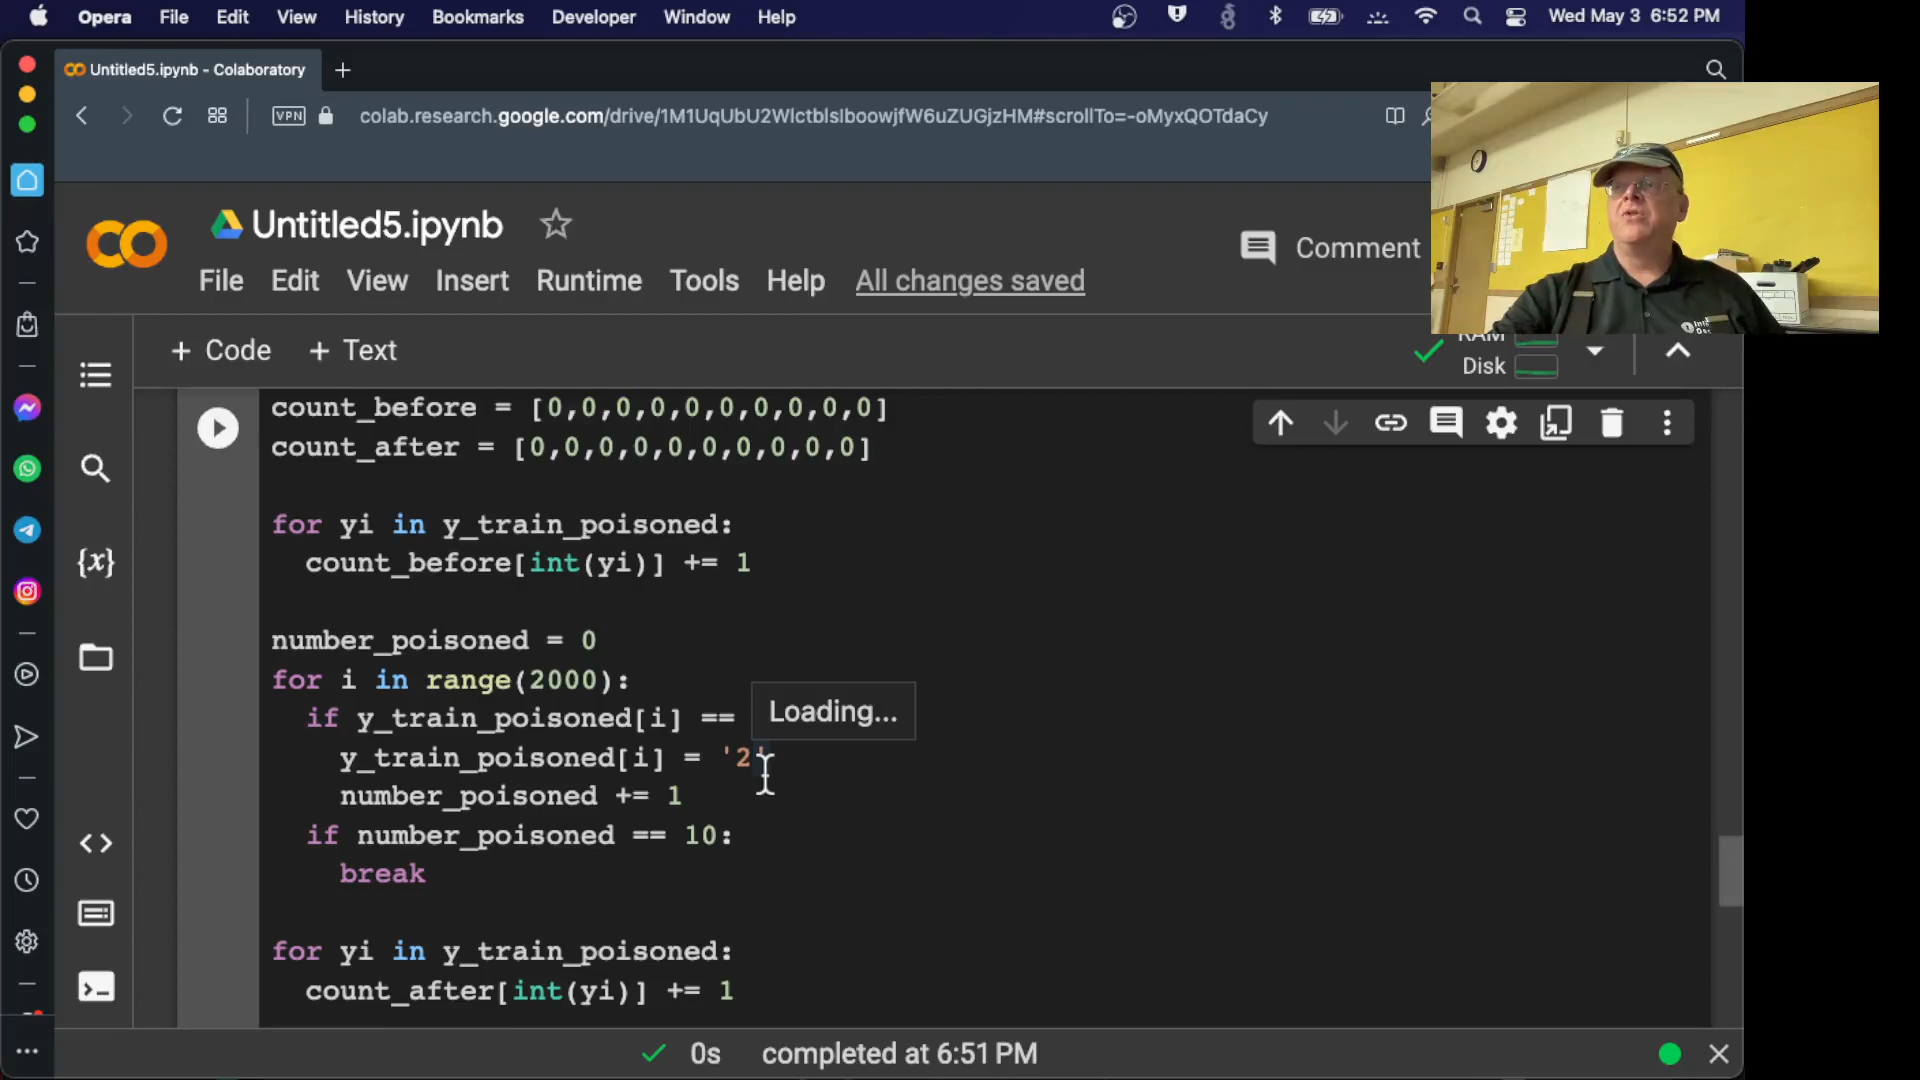 Opera File Edit View History Bookmarks Developer Window Help Wed May 3 6:52 PM
Untitled5.ipynb - Colaboratory
VPN colab.research.google.com/drive/1M1UqUbU2WlctblsIboowjfW6uZUGjzHM#scrollTo=-oMyxQOTdaCy
Untitled5.ipynb
Comment
File Edit View Insert Runtime Tools Help All changes saved
+ Code + Text
RAM
Disk
count_before = [0,0,0,0,0,0,0,0,0,0]
count_after = [0,0,0,0,0,0,0,0,0,0]
for yi in y_train_poisoned:
count_before[int(yi)] += 1
number_poisoned = 0
for i in range(2000):
if y_train_poisoned[i] ==
Loading...
y_train_poisoned[i] = '2'
number_poisoned += 1
if number_poisoned == 10:
break
for yi in y_train_poisoned:
count_after[int(yi)] += 1
0s completed at 6:51 PM